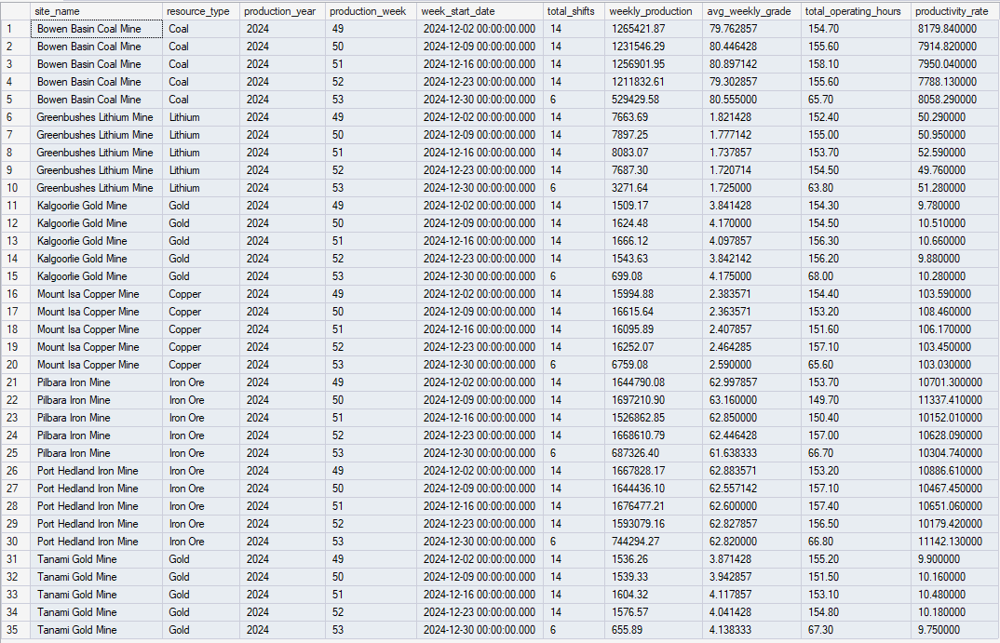 site_name resource_type production_year production_week week_start_date total_shifts weekly_production avg_weekly_grade total_operating_hours productivity_rate
1 Bowen Basin Coal Mine Coal 2024 49 2024-12-02 00:00:00.000 14 1265421.87 79.762857 154.70 8179.840000
2 Bowen Basin Coal Mine Coal 2024 50 2024-12-09 00:00:00.000 14 1231546.29 80.446428 155.60 7914.820000
3 Bowen Basin Coal Mine Coal 2024 51 2024-12-16 00:00:00.000 14 1256901.95 80.897142 158.10 7950.040000
4 Bowen Basin Coal Mine Coal 2024 52 2024-12-23 00:00:00.000 14 1211832.61 79.302857 155.60 7788.130000
5 Bowen Basin Coal Mine Coal 2024 53 2024-12-30 00:00:00.000 6 529429.58 80.555000 65.70 8058.290000
6 Greenbushes Lithium Mine Lithium 2024 49 2024-12-02 00:00:00.000 14 7663.69 1.821428 152.40 50.290000
7 Greenbushes Lithium Mine Lithium 2024 50 2024-12-09 00:00:00.000 14 7897.25 1.777142 155.00 50.950000
8 Greenbushes Lithium Mine Lithium 2024 51 2024-12-16 00:00:00.000 14 8083.07 1.737857 153.70 52.590000
9 Greenbushes Lithium Mine Lithium 2024 52 2024-12-23 00:00:00.000 14 7687.30 1.720714 154.50 49.760000
10 Greenbushes Lithium Mine Lithium 2024 53 2024-12-30 00:00:00.000 6 3271.64 1.725000 63.80 51.280000
11 Kalgoorlie Gold Mine Gold 2024 49 2024-12-02 00:00:00.000 14 1509.17 3.841428 154.30 9.780000
12 Kalgoorlie Gold Mine Gold 2024 50 2024-12-09 00:00:00.000 14 1624.48 4.170000 154.50 10.510000
13 Kalgoorlie Gold Mine Gold 2024 51 2024-12-16 00:00:00.000 14 1666.12 4.097857 156.30 10.660000
14 Kalgoorlie Gold Mine Gold 2024 52 2024-12-23 00:00:00.000 14 1543.63 3.842142 156.20 9.880000
15 Kalgoorlie Gold Mine Gold 2024 53 2024-12-30 00:00:00.000 6 699.08 4.175000 68.00 10.280000
16 Mount Isa Copper Mine Copper 2024 49 2024-12-02 00:00:00.000 14 15994.88 2.383571 154.40 103.590000
17 Mount Isa Copper Mine Copper 2024 50 2024-12-09 00:00:00.000 14 16615.64 2.363571 153.20 108.460000
18 Mount Isa Copper Mine Copper 2024 51 2024-12-16 00:00:00.000 14 16095.89 2.407857 151.60 106.170000
19 Mount Isa Copper Mine Copper 2024 52 2024-12-23 00:00:00.000 14 16252.07 2.464285 157.10 103.450000
20 Mount Isa Copper Mine Copper 2024 53 2024-12-30 00:00:00.000 6 6759.08 2.590000 65.60 103.030000
21 Pilbara Iron Mine Iron Ore 2024 49 2024-12-02 00:00:00.000 14 1644790.08 62.997857 153.70 10701.300000
22 Pilbara Iron Mine Iron Ore 2024 50 2024-12-09 00:00:00.000 14 1697210.90 63.160000 149.70 11337.410000
23 Pilbara Iron Mine Iron Ore 2024 51 2024-12-16 00:00:00.000 14 1526862.85 62.850000 150.40 10152.010000
24 Pilbara Iron Mine Iron Ore 2024 52 2024-12-23 00:00:00.000 14 1668610.79 62.446428 157.00 10628.090000
25 Pilbara Iron Mine Iron Ore 2024 53 2024-12-30 00:00:00.000 6 687326.40 61.638333 66.70 10304.740000
26 Port Hedland Iron Mine Iron Ore 2024 49 2024-12-02 00:00:00.000 14 1667828.17 62.883571 153.20 10886.610000
27 Port Hedland Iron Mine Iron Ore 2024 50 2024-12-09 00:00:00.000 14 1644436.10 62.557142 157.10 10467.450000
28 Port Hedland Iron Mine Iron Ore 2024 51 2024-12-16 00:00:00.000 14 1676477.21 62.600000 157.40 10651.060000
29 Port Hedland Iron Mine Iron Ore 2024 52 2024-12-23 00:00:00.000 14 1593079.16 62.827857 156.50 10179.420000
30 Port Hedland Iron Mine Iron Ore 2024 53 2024-12-30 00:00:00.000 6 744294.27 62.820000 66.80 11142.130000
31 Tanami Gold Mine Gold 2024 49 2024-12-02 00:00:00.000 14 1536.26 3.871428 155.20 9.900000
32 Tanami Gold Mine Gold 2024 50 2024-12-09 00:00:00.000 14 1539.33 3.942857 151.50 10.160000
33 Tanami Gold Mine Gold 2024 51 2024-12-16 00:00:00.000 14 1604.32 4.117857 153.10 10.480000
34 Tanami Gold Mine Gold 2024 52 2024-12-23 00:00:00.000 14 1576.57 4.041428 154.80 10.180000
35 Tanami Gold Mine Gold 2024 53 2024-12-30 00:00:00.000 6 655.89 4.138333 67.30 9.750000